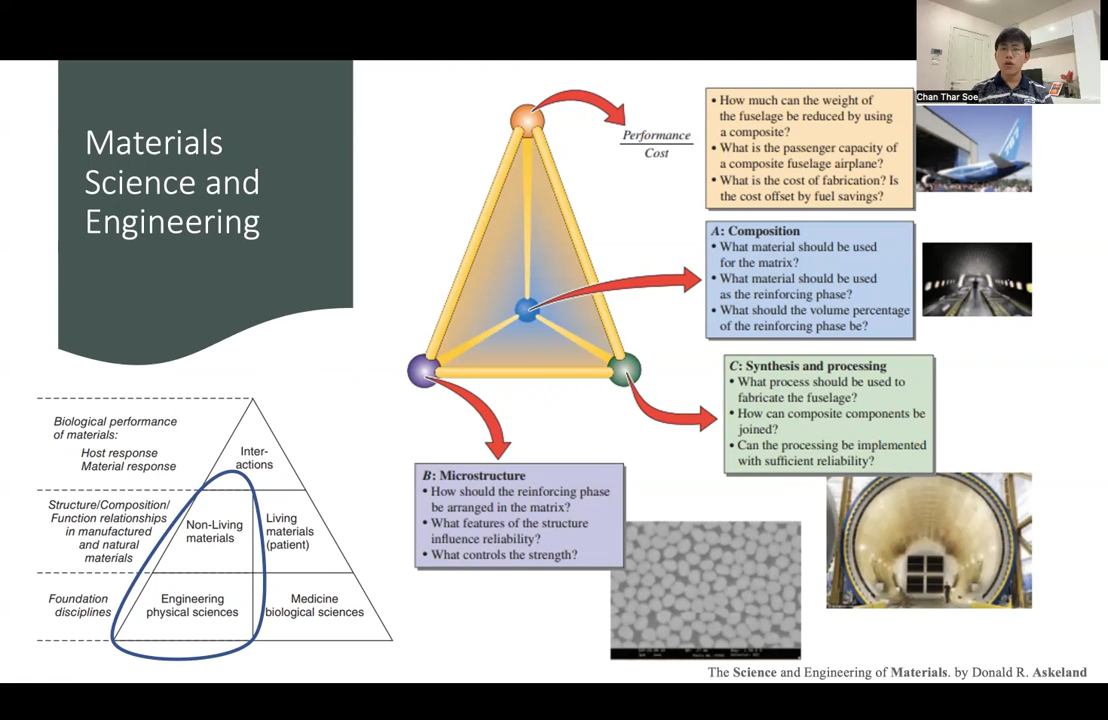 Materials
Science and
Engineering
Chan Thar Soe
Performance
Cost
• How much can the weight of
the fuselage be reduced by using
a composite?
• What is the passenger capacity of
a composite fuselage airplane?
• What is the cost of fabrication? Is
the cost offset by fuel savings?
787
A: Composition
• What material should be used
for the matrix?
• What material should be used
as the reinforcing phase?
• What should the volume percentage
of the reinforcing phase be?
C: Synthesis and processing
• What process should be used to
fabricate the fuselage?
• How can composite components be
joined?
• Can the processing be implemented
with sufficient reliability?
B: Microstructure
• How should the reinforcing phase
be arranged in the matrix?
• What features of the structure
influence reliability?
• What controls the strength?
Biological performance
of materials:
Host response
Material response
Inter-
actions
Structure/Composition/
Function relationships
in manufactured
and natural
materials
Non-Living
materials
Living
materials
(patient)
Foundation
disciplines
Engineering
physical sciences
Medicine
biological sciences
The Science and Engineering of Materials. by Donald R. Askeland